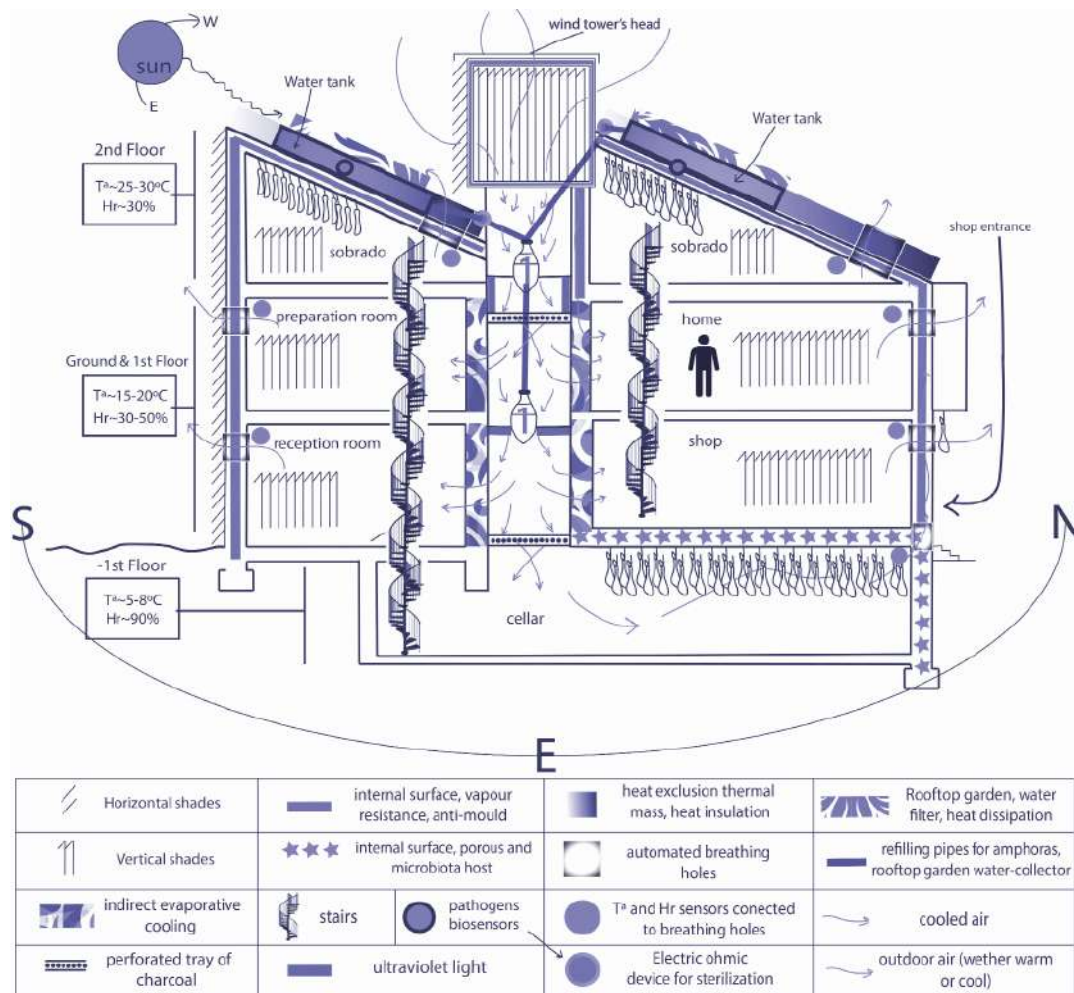 wind tower's head
W
sun
E
Water tank
Water tank
2nd Floor
Tª~25-30ºC
Hr~30%
shop entrance
sobrado
sobrado
1
preparation room
home
Ground & 1st Floor
Tª~15-20ºC
Hr~30-50%
1
reception room
shop
S
N
-1st Floor
Tª~5-8ºC
Hr~90%
cellar
E
Horizontal shades
internal surface, vapour
resistance, anti-mould
heat exclusion thermal
mass, heat insulation
Rooftop garden, water
filter, heat dissipation
Vertical shades
internal surface, porous and
microbiota host
automated breathing
holes
refilling pipes for amphoras,
rooftop garden water-collector
indirect evaporative
cooling
stairs
pathogens
biosensors
Tª and Hr sensors conected
to breathing holes
cooled air
perforated tray of
charcoal
ultraviolet light
Electric ohmic
device for sterilization
outdoor air (wether warm
or cool)